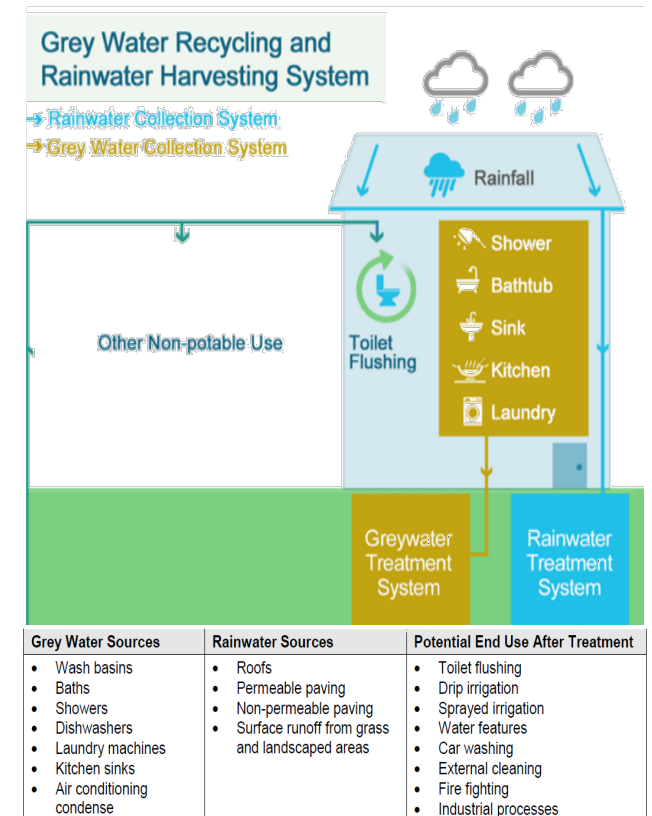 Grey Water Recycling and
Rainwater Harvesting System
Rainwater Collection System
Grey Water Collection System
Rainfall
Shower
Bathtub
Sink
Kitchen
Laundry
Other Non-potable Use
Toilet
Flushing
Greywater
Treatment
System
Rainwater
Treatment
System
Grey Water Sources
• Wash basins
• Baths
• Showers
• Dishwashers
• Laundry machines
• Kitchen sinks
• Air conditioning
condense
Rainwater Sources
• Roofs
• Permeable paving
• Non-permeable paving
• Surface runoff from grass
and landscaped areas
Potential End Use After Treatment
• Toilet flushing
• Drip irrigation
• Sprayed irrigation
• Water features
• Car washing
• External cleaning
• Fire fighting
• Industrial processes